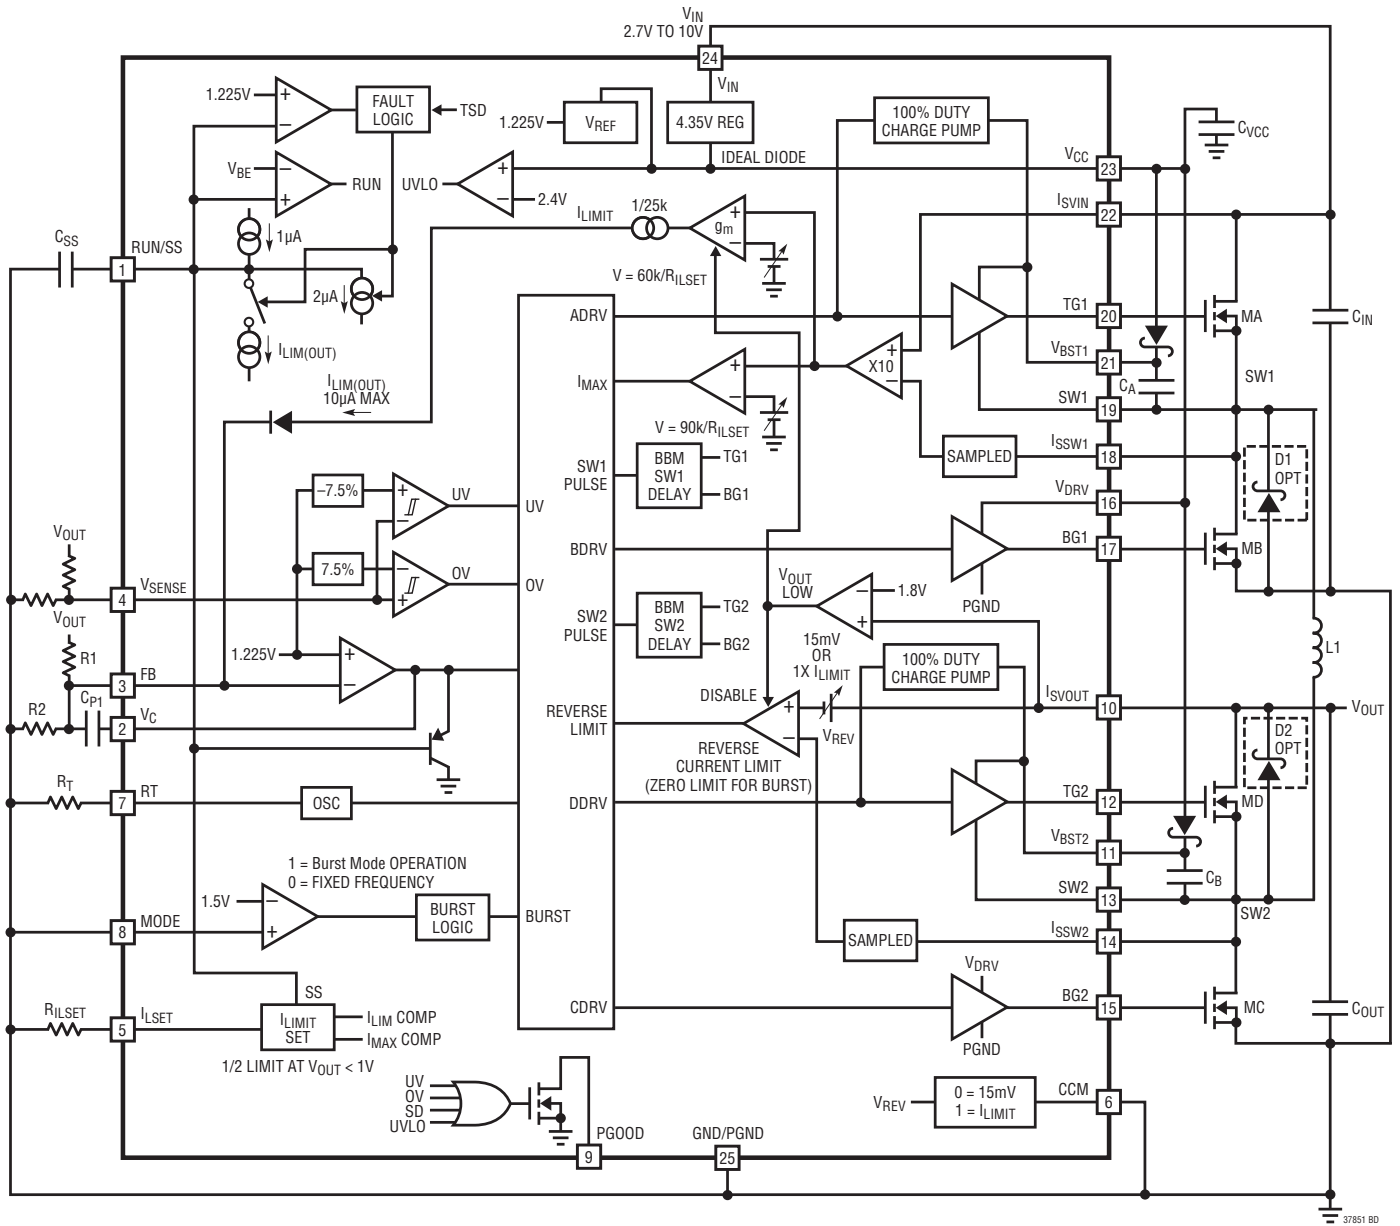 VIN
2.7V TO 10V
24
VIN
1.225V
FAULT
LOGIC
TSD
1.225V
VREF
4.35V REG
100% DUTY
CHARGE PUMP
CVCC
VBE
RUN
UVLO
2.4V
IDEAL DIODE
VCC
23
ISVIN
22
ILIMIT
1/25k
gm
V = 60k/RILSET
1µA
CSS
RUN/SS
1
2µA
ILIM(OUT)
ADRV
TG1
20
MA
CIN
VBST1
21
CA
SW1
SW1
19
X10
IMAX
V = 90k/RILSET
ILIM(OUT)
10µA MAX
SAMPLED
ISSW1
18
D1
OPT
SW1
PULSE
BBM
SW1
DELAY
TG1
BG1
VDRV
16
BG1
17
MB
–7.5%
UV
UV
BDRV
PGND
VOUT
7.5%
OV
OV
VSENSE
4
VOUT
LOW
1.8V
SW2
PULSE
BBM
SW2
DELAY
TG2
BG2
VOUT
R1
1.225V
15mV
OR
1X ILIMIT
100% DUTY
CHARGE PUMP
L1
3
FB
DISABLE
ISVOUT
10
VOUT
R2
CP1
2
VC
REVERSE
LIMIT
VREV
REVERSE
CURRENT LIMIT
(ZERO LIMIT FOR BURST)
D2
OPT
RT
7
RT
OSC
DDRV
TG2
12
MD
VBST2
11
CB
1 = Burst Mode OPERATION
0 = FIXED FREQUENCY
SW2
13
SW2
1.5V
BURST
LOGIC
BURST
MODE
8
SAMPLED
ISSW2
14
VDRV
SS
RILSET
5
ILSET
ILIMIT
SET
ILIM COMP
IMAX COMP
CDRV
BG2
15
MC
COUT
PGND
1/2 LIMIT AT VOUT < 1V
UV
OV
SD
UVLO
VREV
0 = 15mV
1 = ILIMIT
CCM
6
PGOOD
9
GND/PGND
25
37851 BD